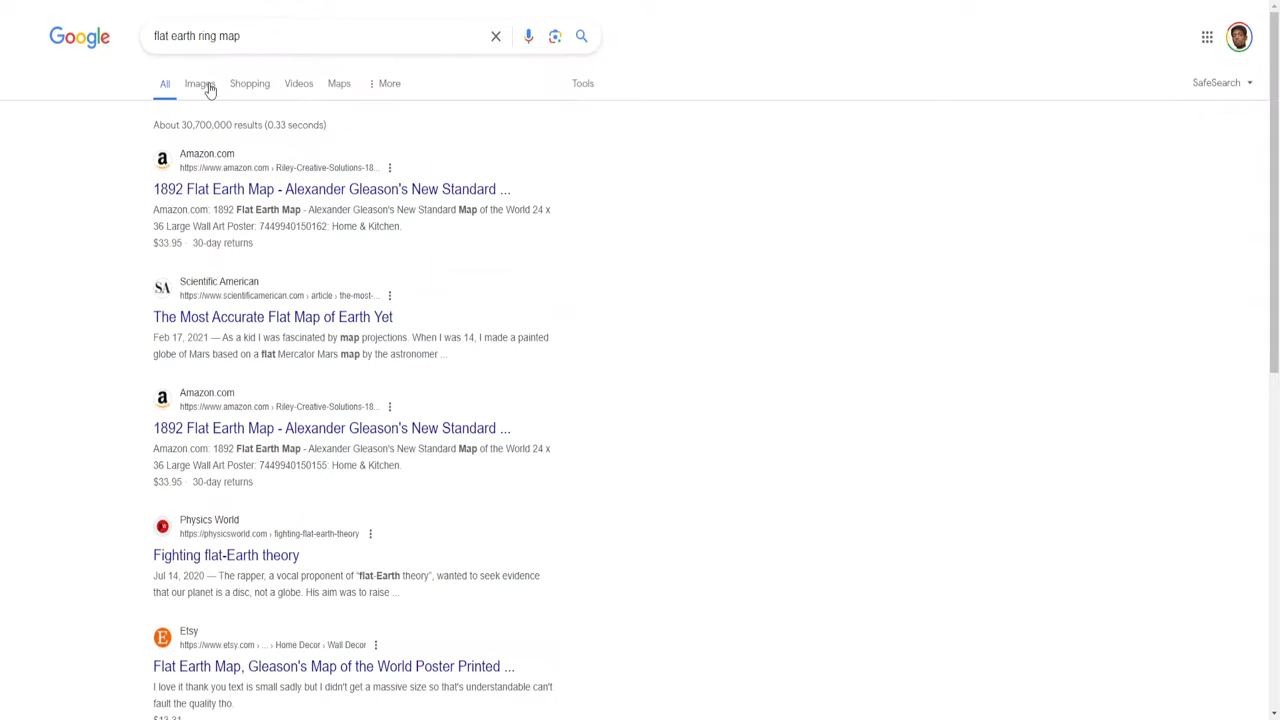 Google
flat earth ring map
All Images Shopping Videos Maps More Tools
SafeSearch
About 30,700,000 results (0.33 seconds)
a
Amazon.com
https://www.amazon.com › Riley-Creative-Solutions-18...
1892 Flat Earth Map - Alexander Gleason's New Standard ...
Amazon.com: 1892 Flat Earth Map - Alexander Gleason's New Standard Map of the World 24 x
36 Large Wall Art Poster: 7449940150162: Home & Kitchen.
$33.95 · 30-day returns
SA
Scientific American
https://www.scientificamerican.com › article › the-most-...
The Most Accurate Flat Map of Earth Yet
Feb 17, 2021 — As a kid I was fascinated by map projections. When I was 14, I made a painted
globe of Mars based on a flat Mercator Mars map by the astronomer ...
a
Amazon.com
https://www.amazon.com › Riley-Creative-Solutions-18...
1892 Flat Earth Map - Alexander Gleason's New Standard ...
Amazon.com: 1892 Flat Earth Map - Alexander Gleason's New Standard Map of the World 24 x
36 Large Wall Art Poster: 7449940150155: Home & Kitchen.
$33.95 · 30-day returns
Physics World
https://physicsworld.com › fighting-flat-earth-theory
Fighting flat-Earth theory
Jul 14, 2020 — The rapper, a vocal proponent of “flat-Earth theory”, wanted to seek evidence
that our planet is a disc, not a globe. His aim was to raise ...
E
Etsy
https://www.etsy.com › ... › Home Decor › Wall Decor
Flat Earth Map, Gleason's Map of the World Poster Printed ...
I love it thank you text is small sadly but I didn't get a massive size so that's understandable can't
fault the quality tho.
$13.31